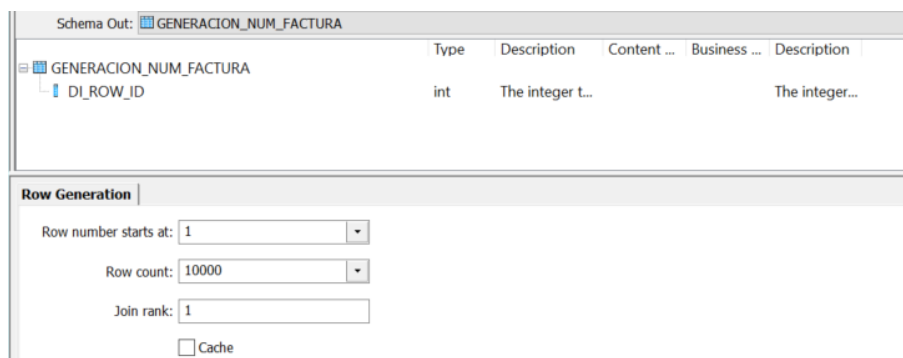 Schema Out: GENERACION_NUM_FACTURA
Type Description Content ... Business ... Description
GENERACION_NUM_FACTURA
DI_ROW_ID int The integer t... The integer...
Row Generation
Row number starts at: 1
Row count: 10000
Join rank: 1
Cache